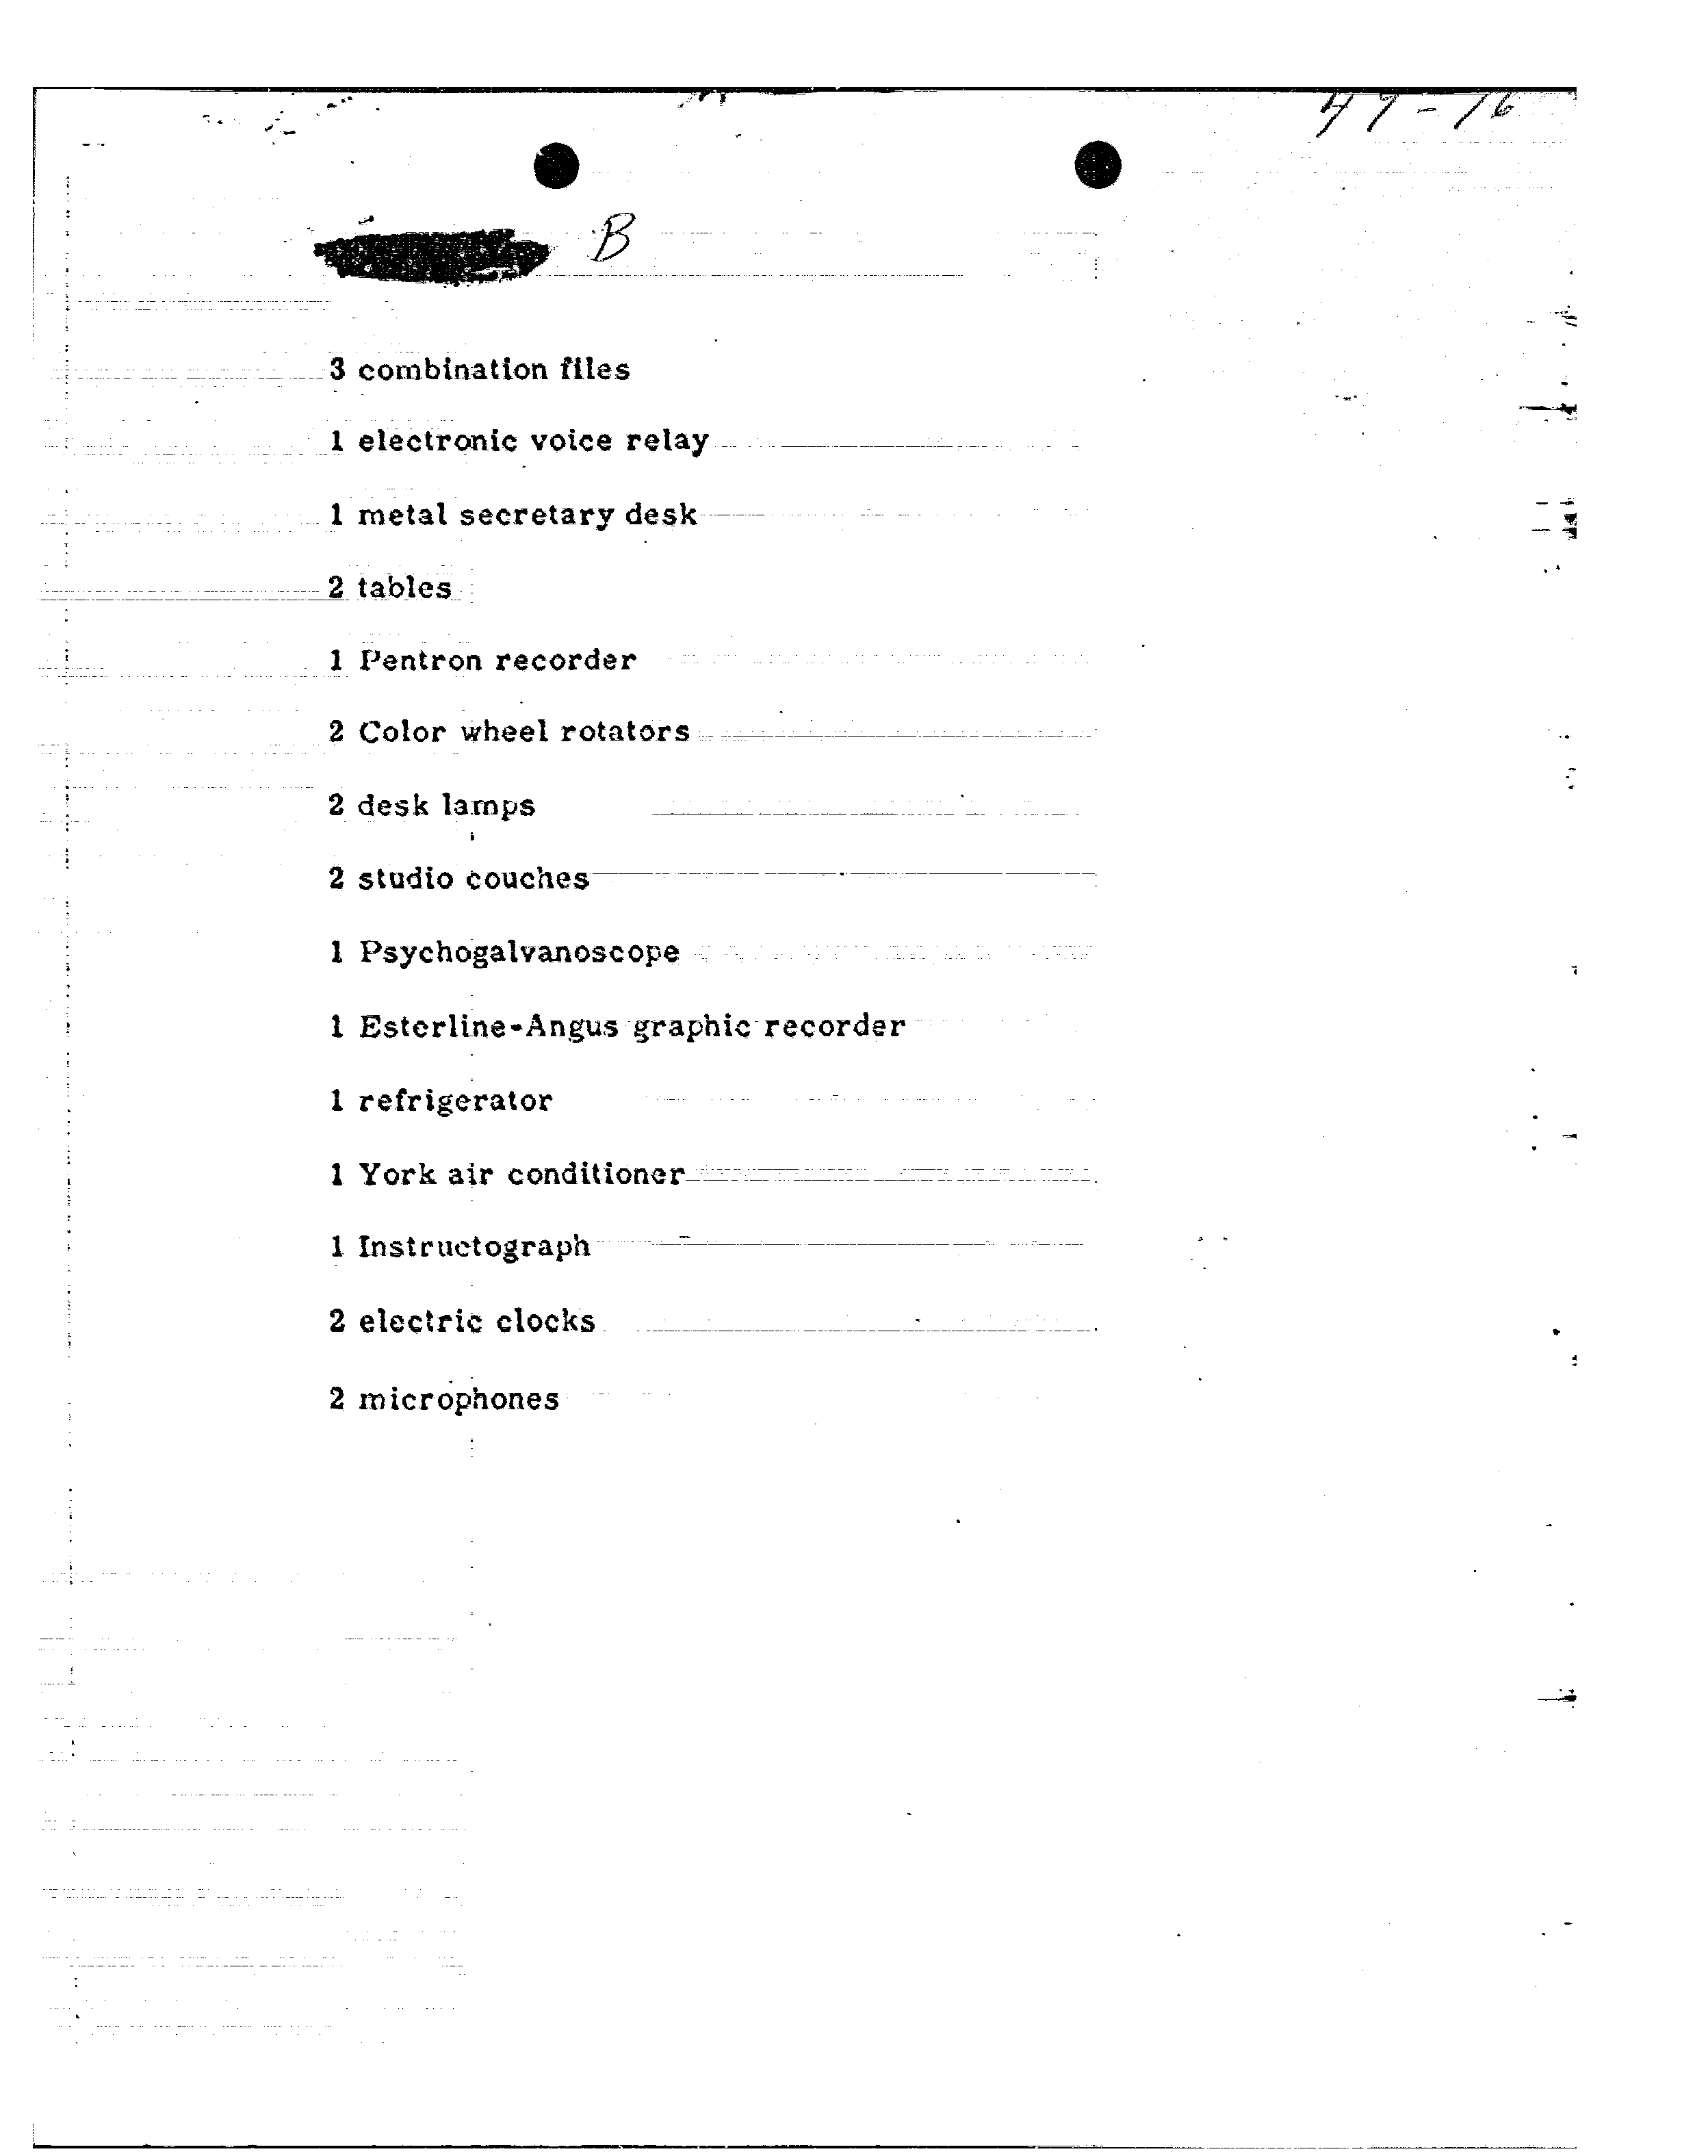 49-16
B
3 combination files
1 electronic voice relay
1 metal secretary desk
2 tables
1 Pentron recorder
2 Color wheel rotators
2 desk lamps
2 studio couches
1 Psychogalvanoscope
1 Esterline-Angus graphic recorder
1 refrigerator
1 York air conditioner
1 Instructograph
2 electric clocks
2 microphones